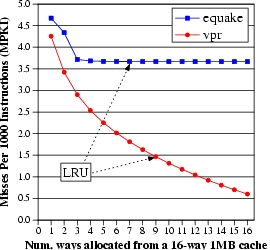 5.0
4.5
4.0
3.5
3.0
2.5
2.0
1.5
1.0
0.5
0.0
Misses Per 1000 Instructions (MPKI)
equake
vpr
LRU
0 1 2 3 4 5 6 7 8 9 10 11 12 13 14 15 16
Num. ways allocated from a 16-way 1MB cache